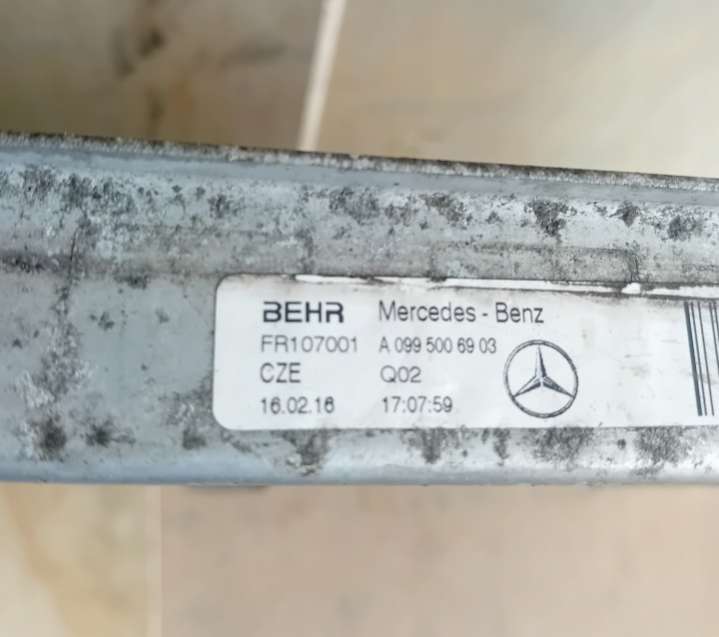 BEHR Mercedes - Benz
FR107001 A 099 500 69 03
CZE Q02
16.02.16 17:07:59